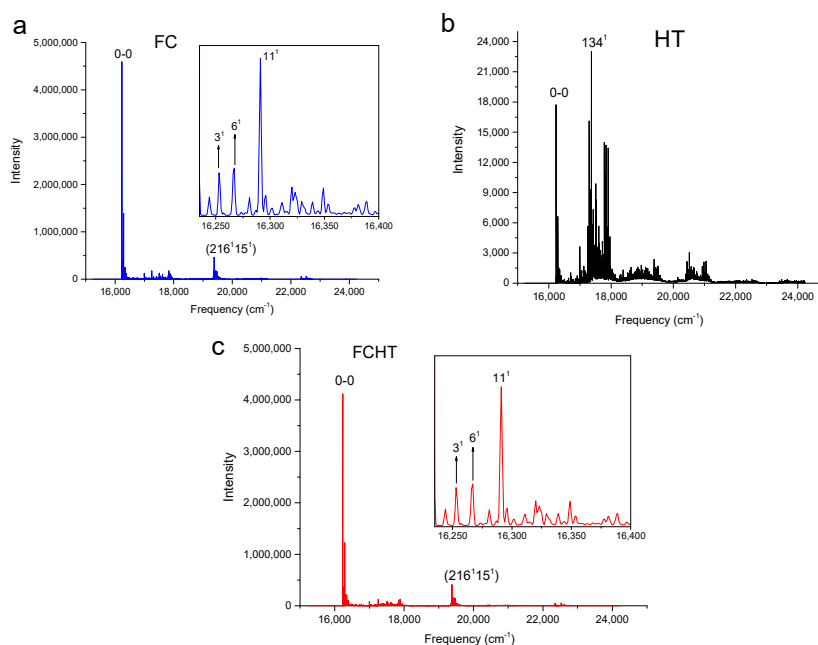 a
FC
5,000,000
4,500,000
4,000,000
3,000,000
2,000,000
1,000,000
0
Intensity
0-0
(216¹15¹)
16,000 18,000 20,000 22,000 24,000
Frequency (cm⁻¹)
11¹
3¹
6¹
16,250 16,300 16,350 16,400
b
HT
24,000
21,000
18,000
15,000
12,000
9,000
6,000
3,000
0
Intensity
0-0
134¹
16,000 18,000 20,000 22,000 24,000
Frequency (cm⁻¹)
c
FCHT
5,000,000
4,000,000
3,000,000
2,000,000
1,000,000
0
Intensity
0-0
(216¹15¹)
16,000 18,000 20,000 22,000 24,000
Frequency (cm⁻¹)
11¹
3¹
6¹
16,250 16,300 16,350 16,400